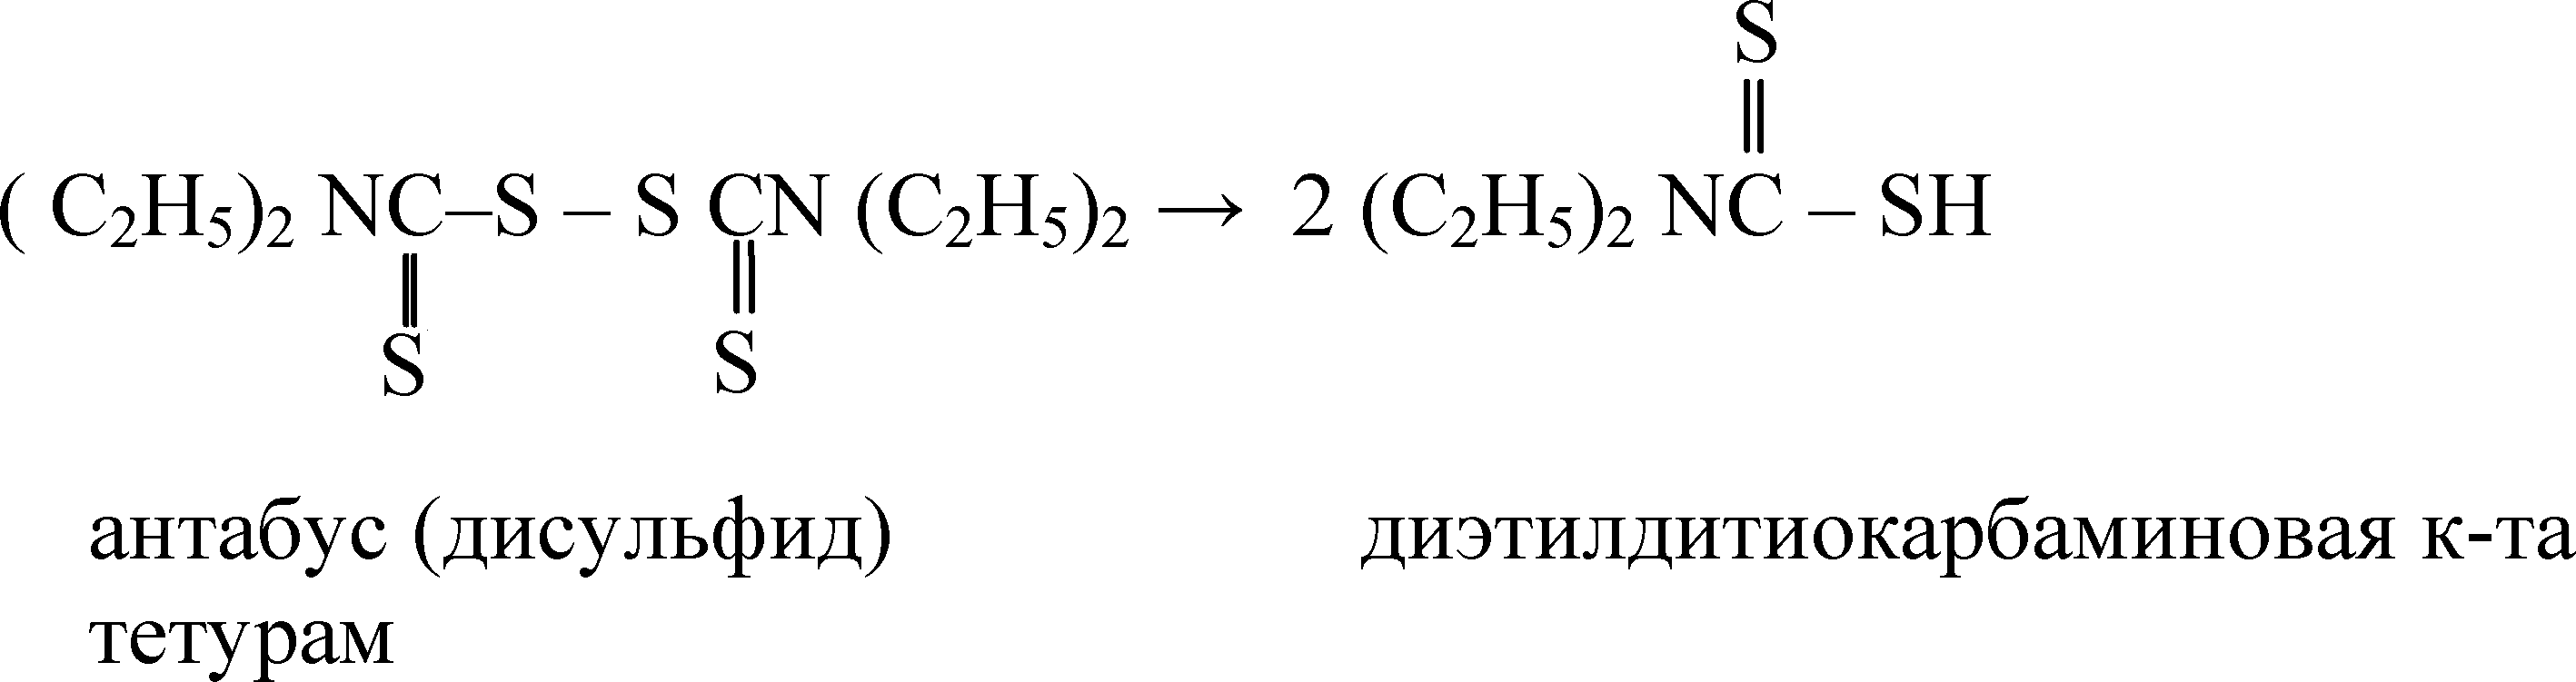 S
( C₂H₅)₂ NC–S – S CN (C₂H₅)₂ → 2 (C₂H₅)₂ NC – SH
S S
антабус (дисульфид) диэтилдитиокарбаминовая к-та
тетурам